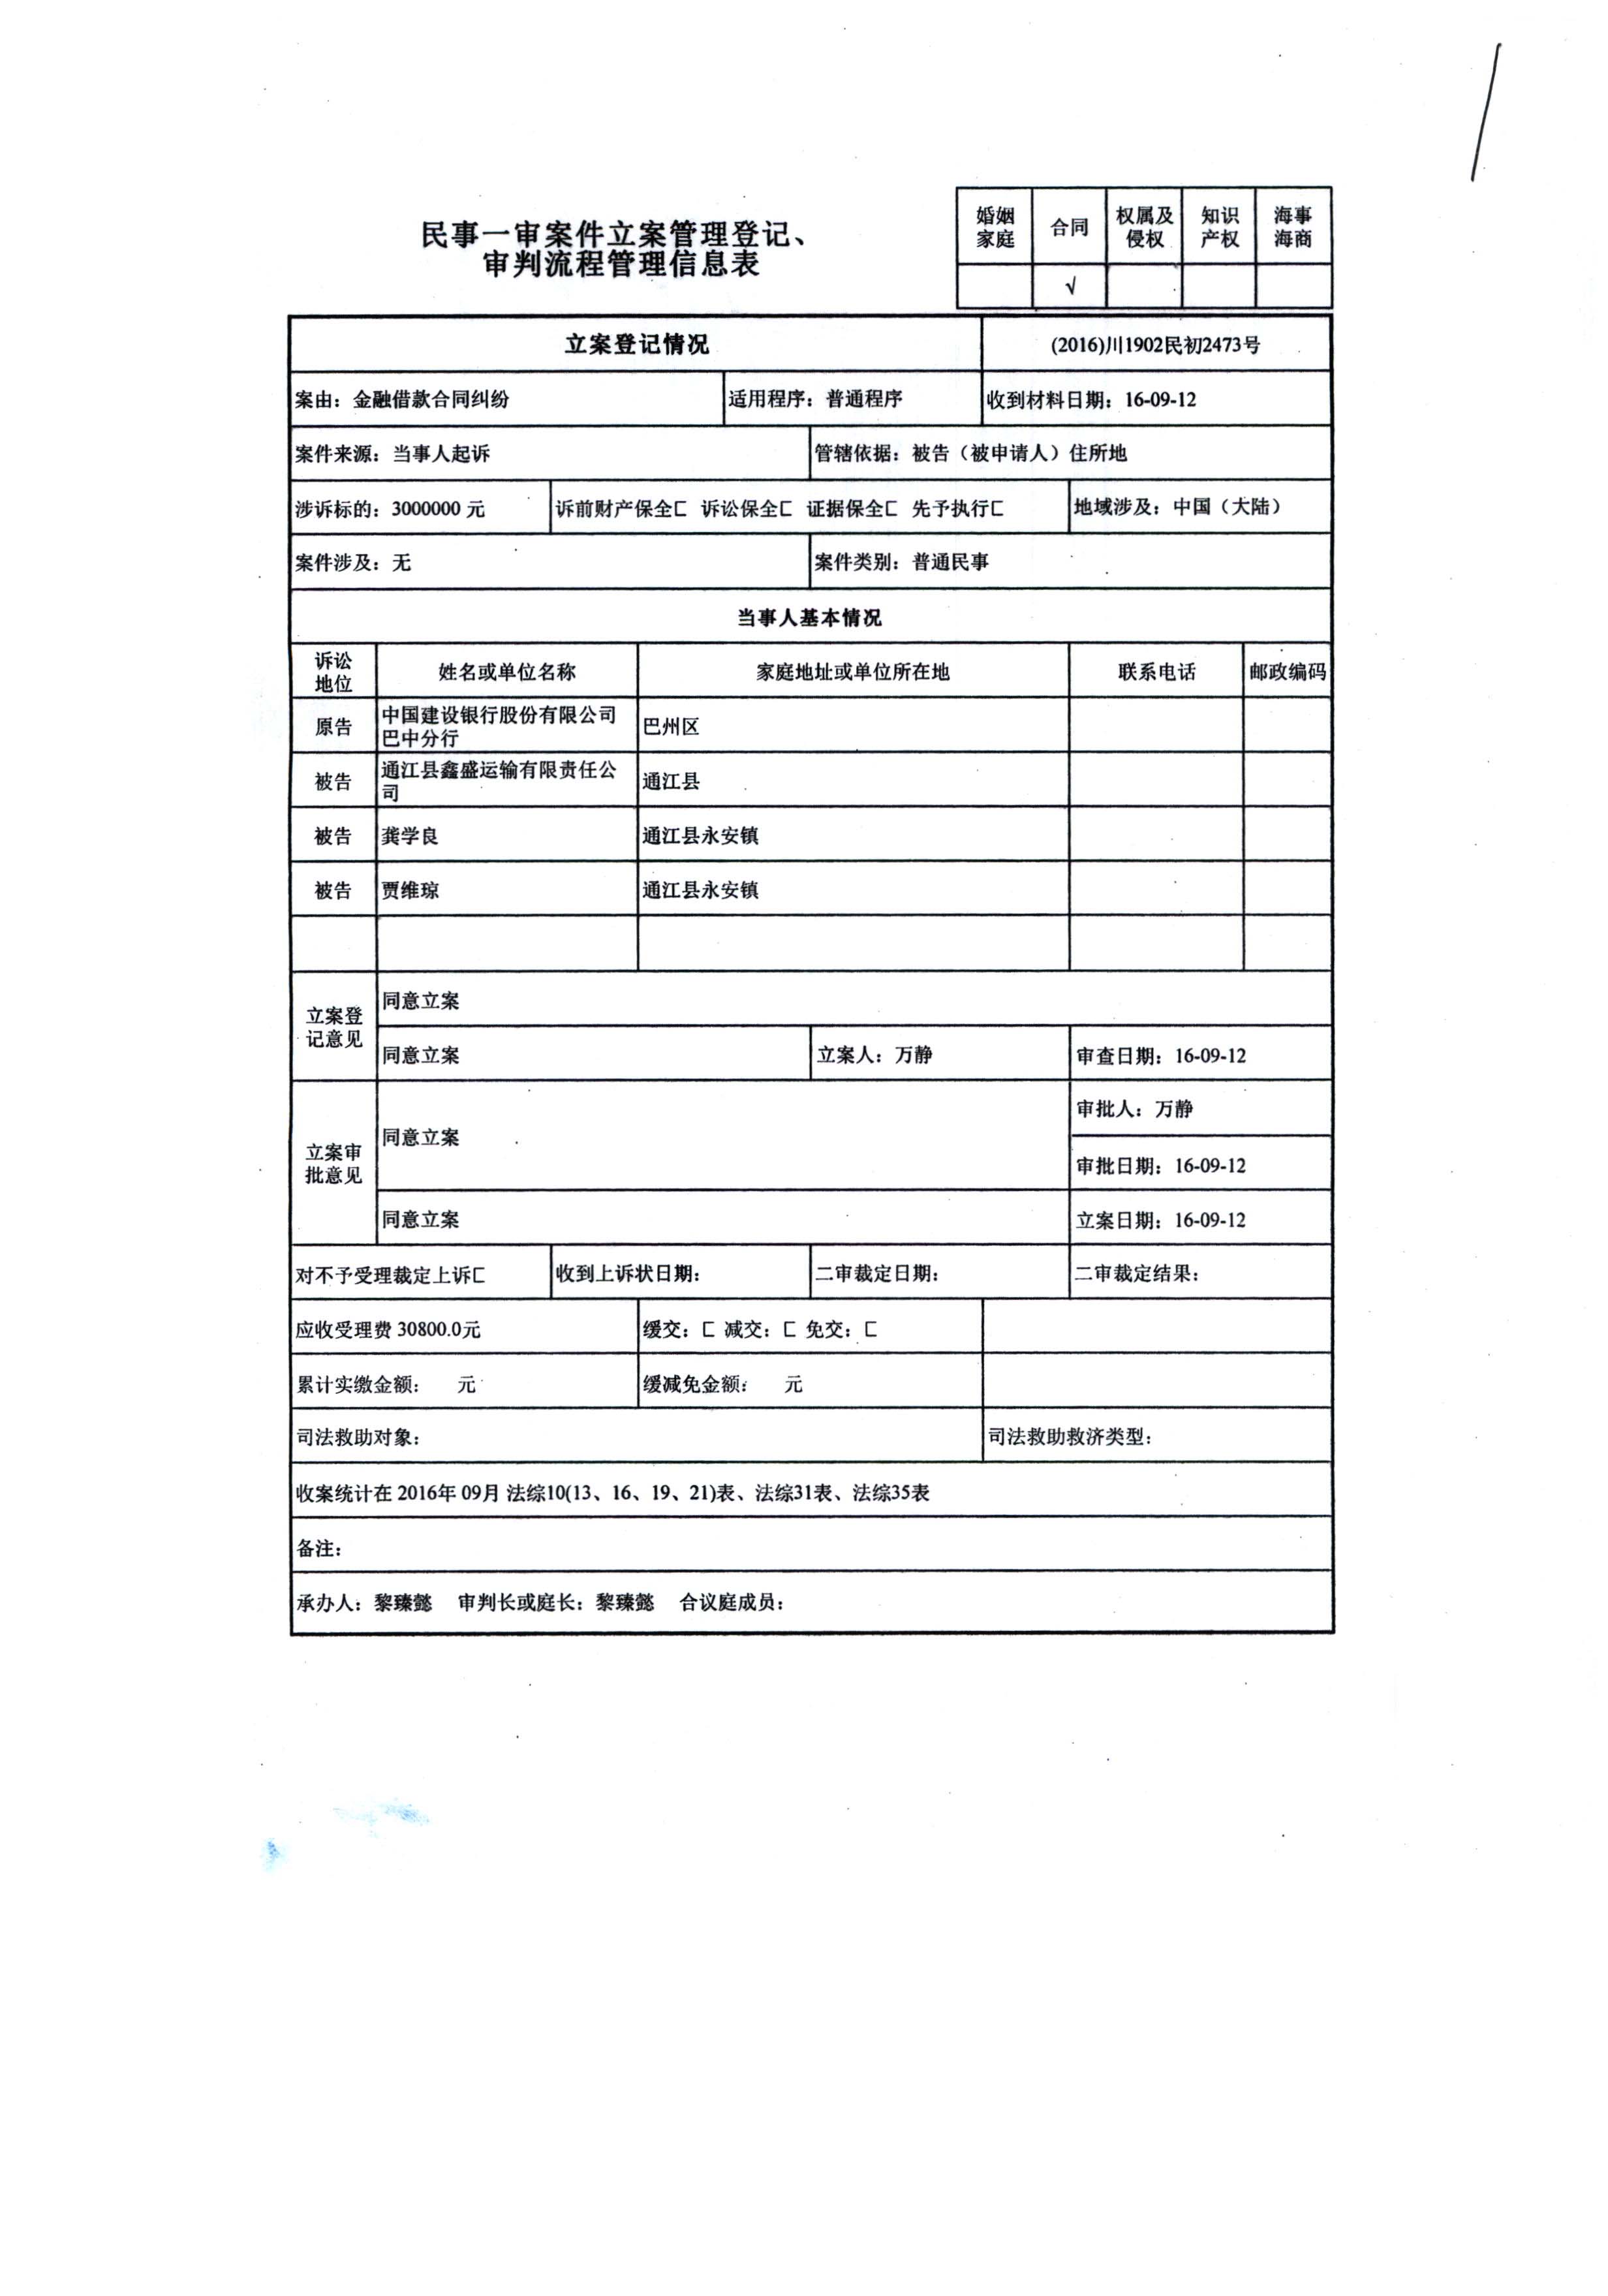 民事一审案件立案管理登记、
审判流程管理信息表
婚姻家庭 合同 权属及侵权 知识产权 海事海商
√
立案登记情况 (2016)川1902民初2473号
案由：金融借款合同纠纷 适用程序：普通程序 收到材料日期：16-09-12
案件来源：当事人起诉 管辖依据：被告（被申请人）住所地
涉诉标的：3000000 元 诉前财产保全 诉讼保全 证据保全 先予执行 地域涉及：中国（大陆）
案件涉及：无 案件类别：普通民事
当事人基本情况
诉讼地位 姓名或单位名称 家庭地址或单位所在地 联系电话 邮政编码
原告 中国建设银行股份有限公司巴中分行 巴州区
被告 通江县鑫盛运输有限责任公司 通江县
被告 龚学良 通江县永安镇
被告 贾维琼 通江县永安镇
立案登记意见 同意立案
同意立案 立案人：万静 审查日期：16-09-12
立案审批意见 同意立案 审批人：万静
审批日期：16-09-12
同意立案 立案日期：16-09-12
对不予受理裁定上诉 收到上诉状日期： 二审裁定日期： 二审裁定结果：
应收受理费 30800.0元 缓交： 减交： 免交：
累计实缴金额： 元 缓减免金额： 元
司法救助对象： 司法救助救济类型：
收案统计在 2016年 09月 法综10(13、16、19、21)表、法综31表、法综35表
备注：
承办人：黎臻懿 审判长或庭长：黎臻懿 合议庭成员：